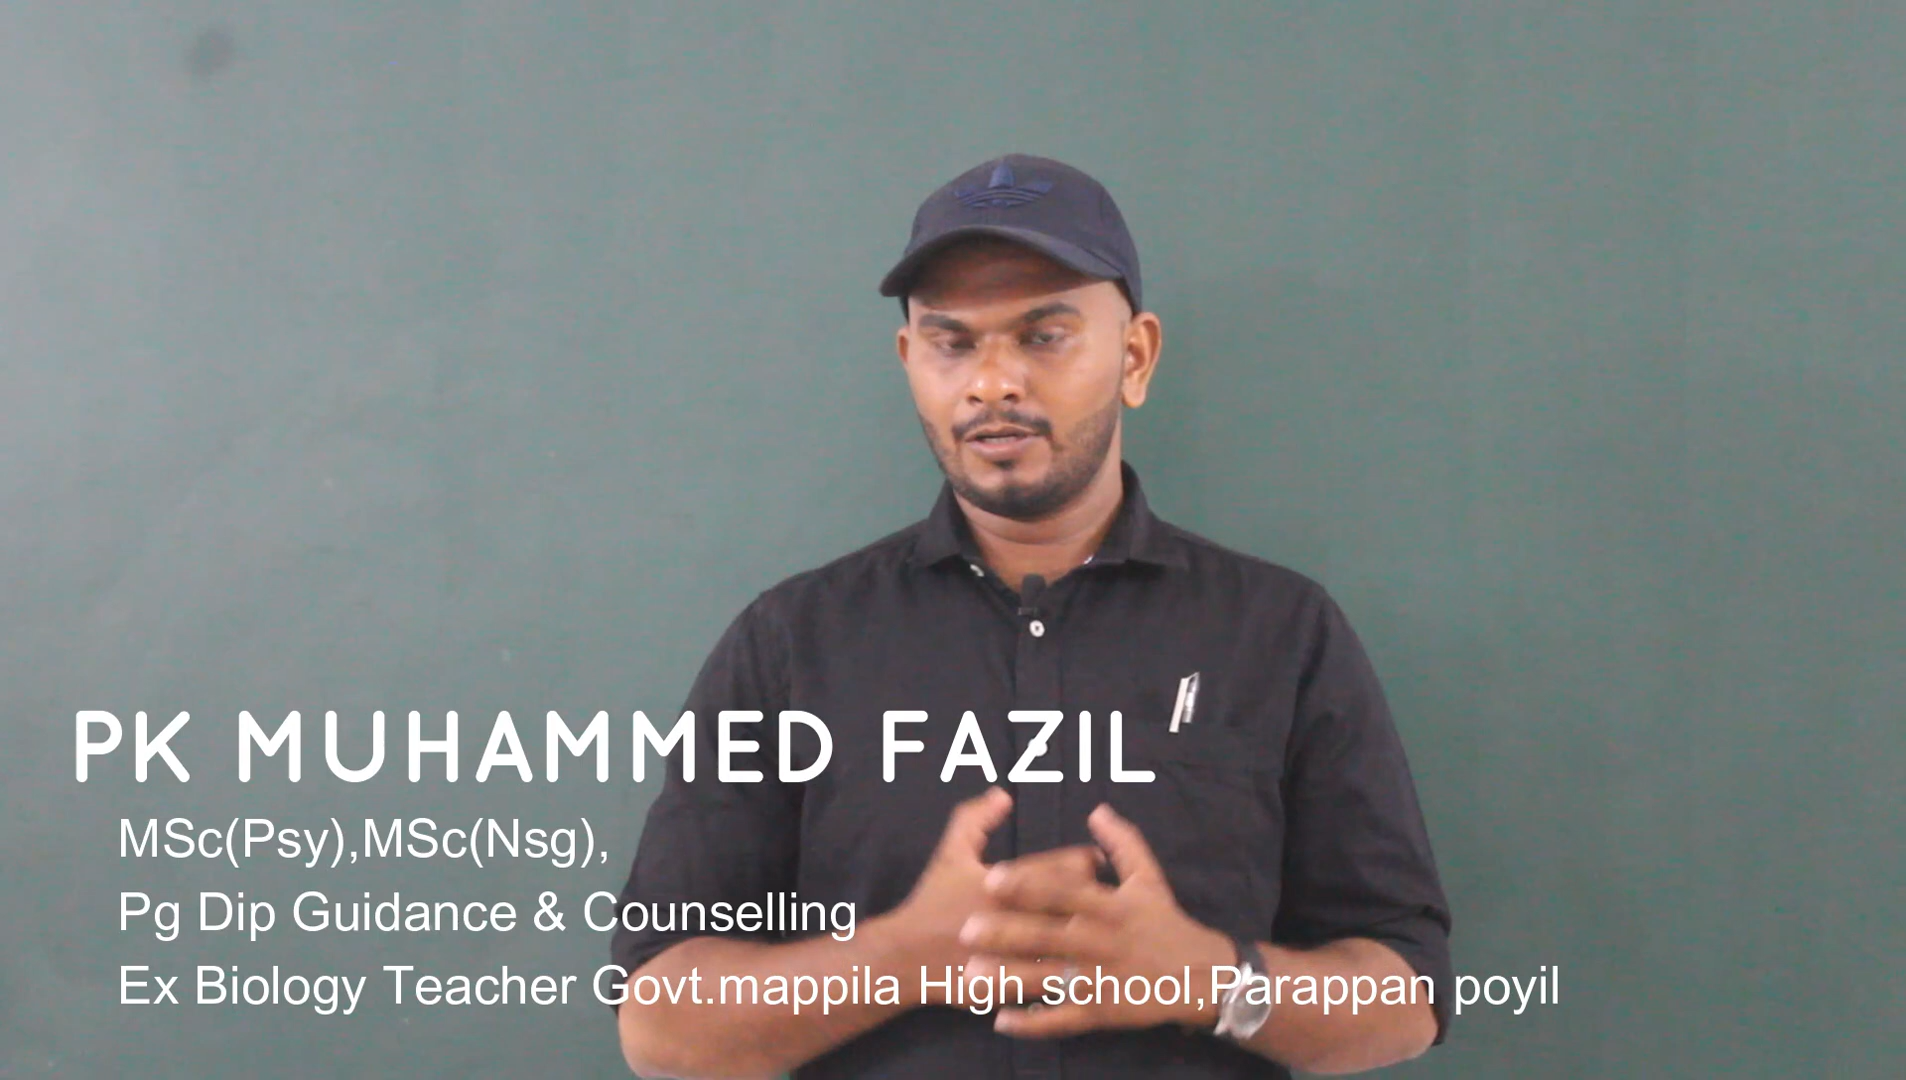 PK MUHAMMED FAZIL
MSc(Psy),MSc(Nsg),
Pg Dip Guidance & Counselling
Ex Biology Teacher Govt.mappila High school,Parappan poyil